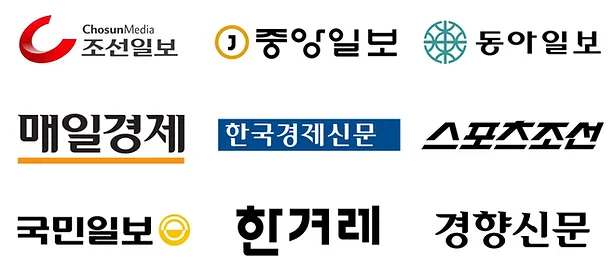 ChosunMedia
조선일보
J 중앙일보
동아일보
매일경제
한국경제신문
스포츠조선
국민일보
한겨레
경향신문